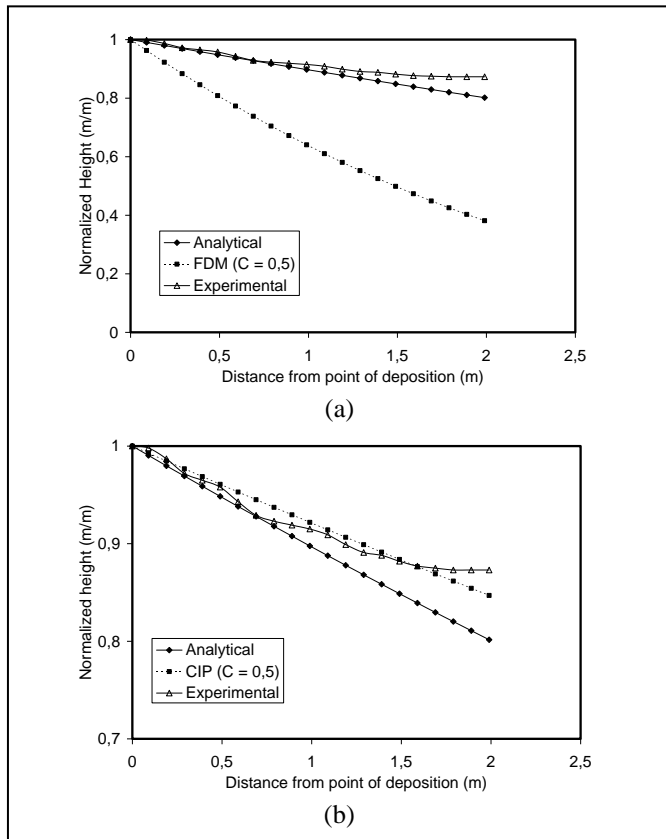 1
0,8
0,6
0,4
0,2
0
Normalized Height (m/m)
Analytical
FDM (C = 0,5)
Experimental
0 0,5 1 1,5 2 2,5
Distance from point of deposition (m)
(a)
1
0,9
0,8
0,7
Normalized height (m/m)
Analytical
CIP (C = 0,5)
Experimental
0 0,5 1 1,5 2 2,5
Distance from point of deposition (m)
(b)